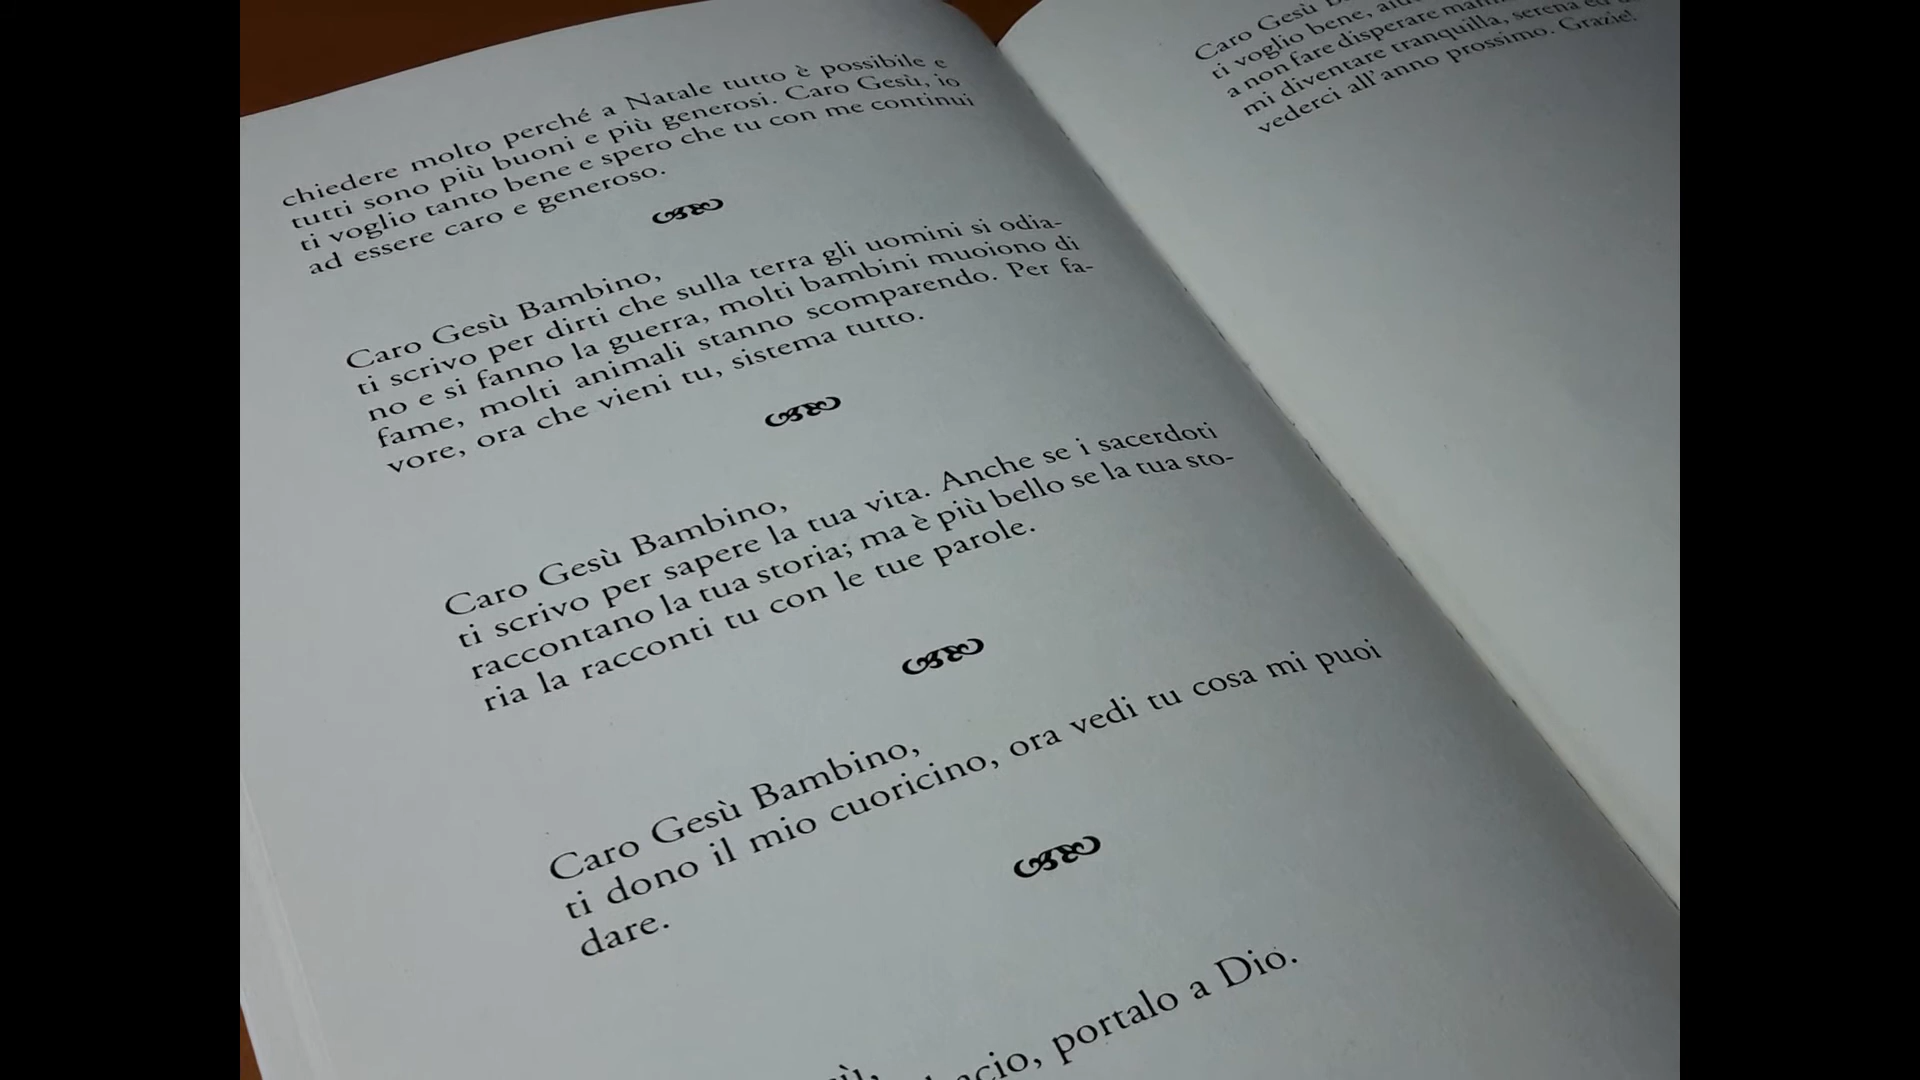 chiedere molto perché a Natale tutto è possibile e
tutti sono più buoni e più generosi. Caro Gesù, io
ti voglio tanto bene e spero che tu con me continui
ad essere caro e generoso.
Caro Gesù Bambino,
ti scrivo per dirti che sulla terra gli uomini si odia-
no e si fanno la guerra, molti bambini muoiono di
fame, molti animali stanno scomparendo. Per fa-
vore, ora che vieni tu, sistema tutto.
Caro Gesù Bambino,
ti scrivo per sapere la tua vita. Anche se i sacerdoti
raccontano la tua storia; ma è più bello se la tua sto-
ria la racconti tu con le tue parole.
Caro Gesù Bambino,
ti dono il mio cuoricino, ora vedi tu cosa mi puoi
dare.
portalo a Dio.
Caro Gesù
ti voglio bene,
a non fare disperare
mi diventare tranquilla, serena ed
vederci all'anno prossimo. Grazie!